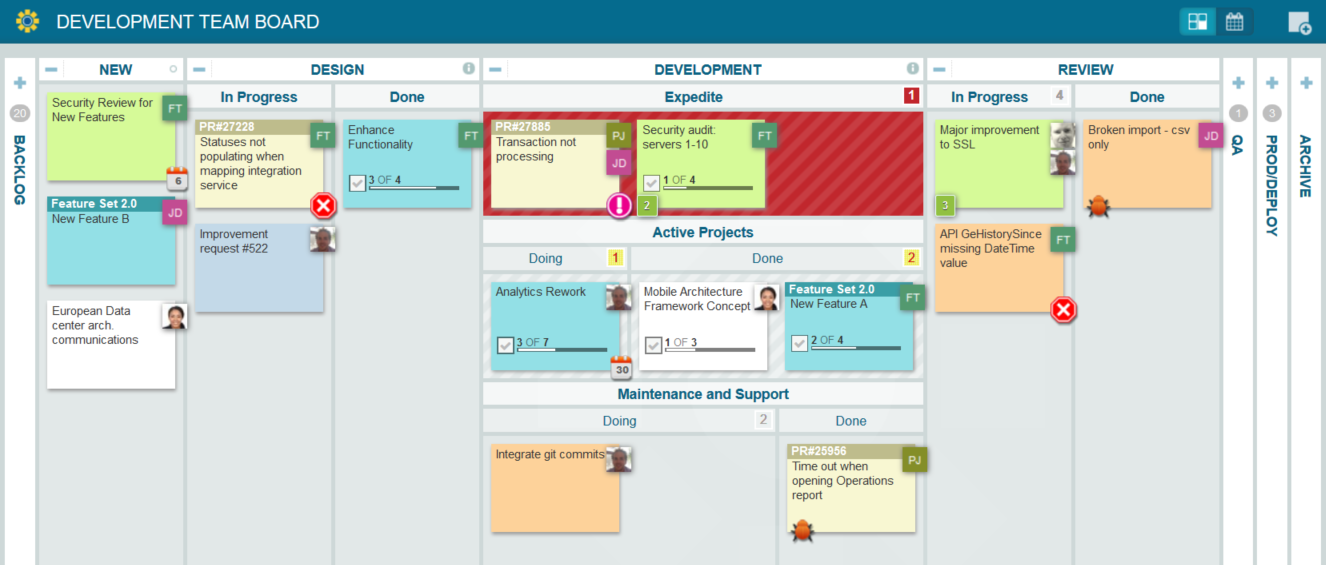 DEVELOPMENT TEAM BOARD
20
BACKLOG
NEW
Security Review for
New Features
FT
6
Feature Set 2.0
New Feature B
JD
European Data
center arch.
communications
DESIGN
In Progress
PR#27228
Statuses not
populating when
mapping integration
service
FT
Improvement
request #522
Done
Enhance
Functionality
FT
3 OF 4
DEVELOPMENT
Expedite
1
PR#27885
Transaction not
processing
PJ
JD
Security audit:
servers 1-10
FT
1 OF 4
2
Active Projects
Doing
1
Done
2
Analytics Rework
3 OF 7
30
Mobile Architecture
Framework Concept
1 OF 3
Feature Set 2.0
New Feature A
FT
2 OF 4
Maintenance and Support
Doing
2
Done
Integrate git commits
PR#25956
Time out when
opening Operations
report
PJ
REVIEW
In Progress
4
Major improvement
to SSL
3
API GeHistorySince
missing DateTime
value
FT
Done
Broken import - csv
only
JD
1
QA
3
PROD/DEPLOY
ARCHIVE